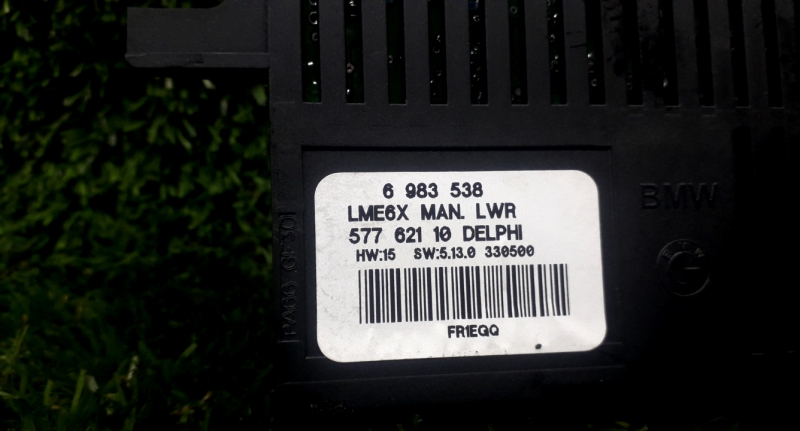 6 983 538
LME6X MAN. LWR
577 621 10 DELPHI
HW:15 SW:5.13.0 330500
FR1EQQ
BMW